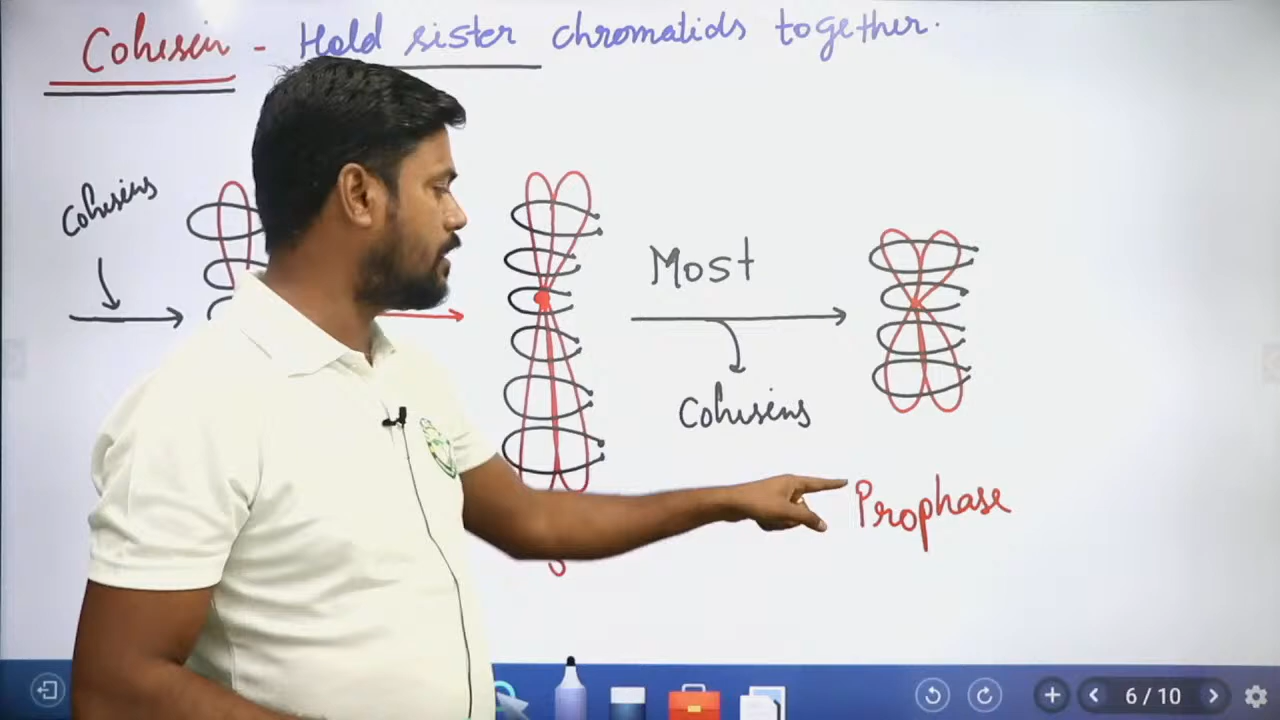 Cohesin - Hold sister chromatids together.
Cohesins
Most
Cohesins
Prophase
6 / 10